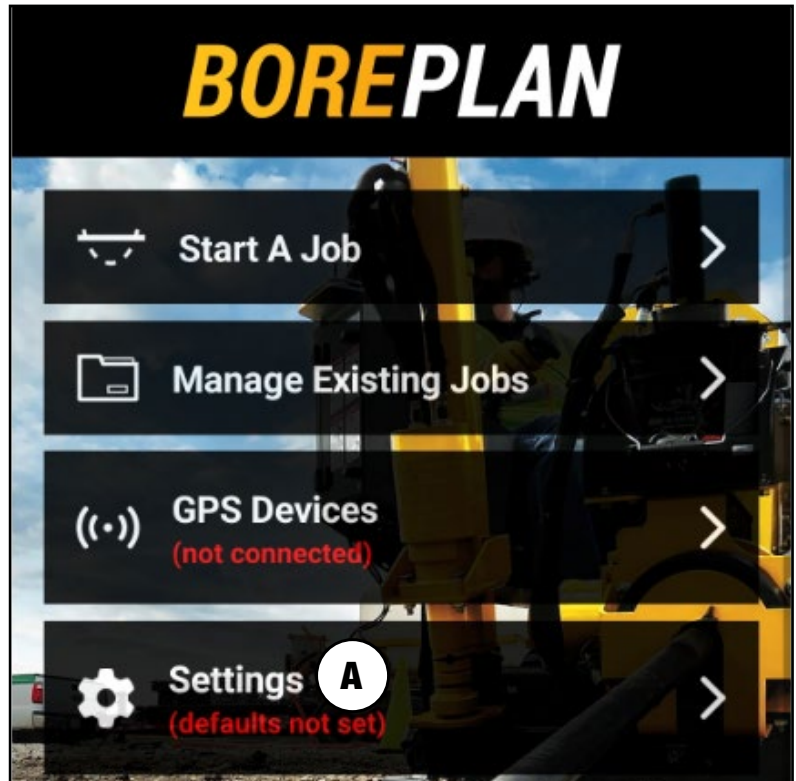 BOREPLAN
Start A Job
Manage Existing Jobs
GPS Devices
(not connected)
Settings A
(defaults not set)